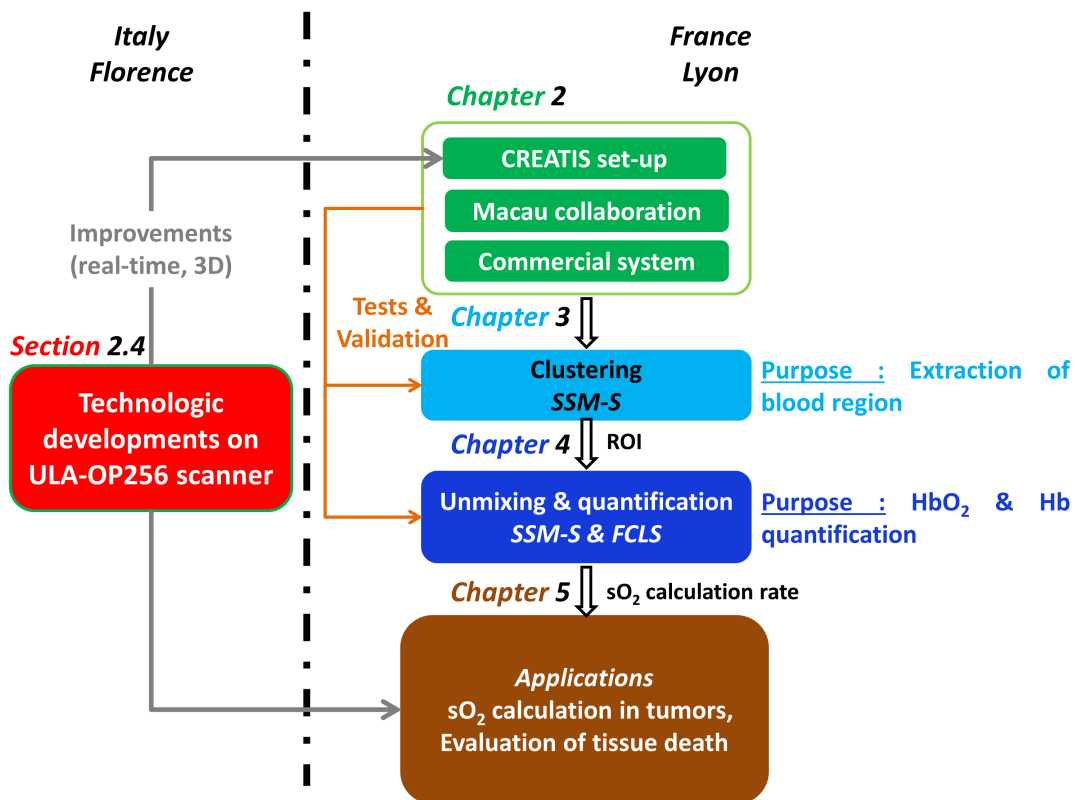 Italy
Florence
France
Lyon
Chapter 2
CREATIS set-up
Macau collaboration
Commercial system
Improvements
(real-time, 3D)
Tests &
Validation
Chapter 3
Section 2.4
Technologic
developments on
ULA-OP256 scanner
Clustering
SSM-S
Purpose : Extraction of
blood region
Chapter 4
ROI
Unmixing & quantification
SSM-S & FCLS
Purpose : HbO₂ & Hb
quantification
Chapter 5
sO₂ calculation rate
Applications
sO₂ calculation in tumors,
Evaluation of tissue death